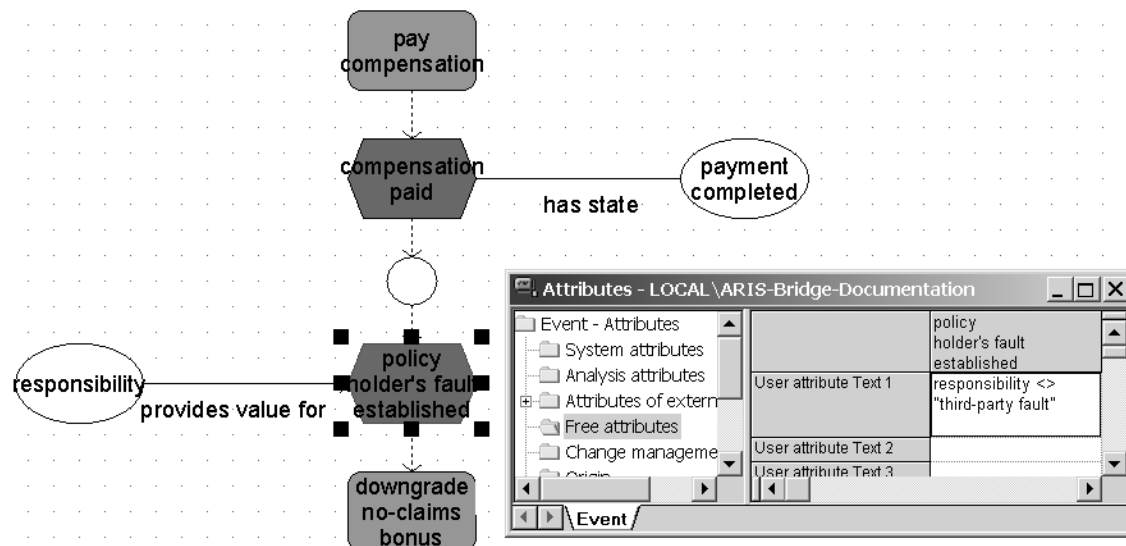 pay
compensation
compensation
paid
has state
payment
completed
responsibility
provides value for
policy
holder's fault
established
downgrade
no-claims
bonus
Attributes - LOCAL\ARIS-Bridge-Documentation
Event - Attributes
System attributes
Analysis attributes
Attributes of extern
Free attributes
Change manageme
Origin
policy
holder's fault
established
User attribute Text 1
responsibility <>
"third-party fault"
User attribute Text 2
User attribute Text 3
Event